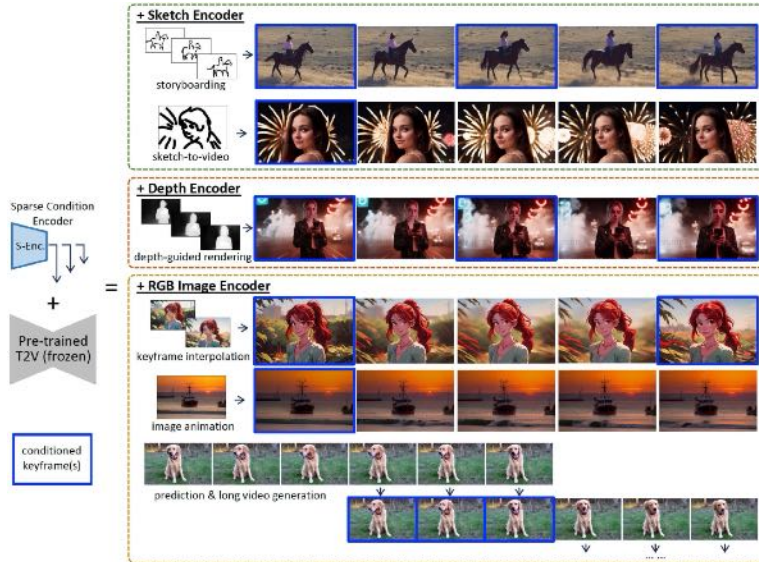 + Sketch Encoder
storyboarding
sketch-to-video
+ Depth Encoder
depth-guided rendering
Sparse Condition
Encoder
S-Enc.
+
=
Pre-trained
T2V (frozen)
conditioned
keyframe(s)
+ RGB Image Encoder
keyframe interpolation
image animation
prediction & long video generation
... ...